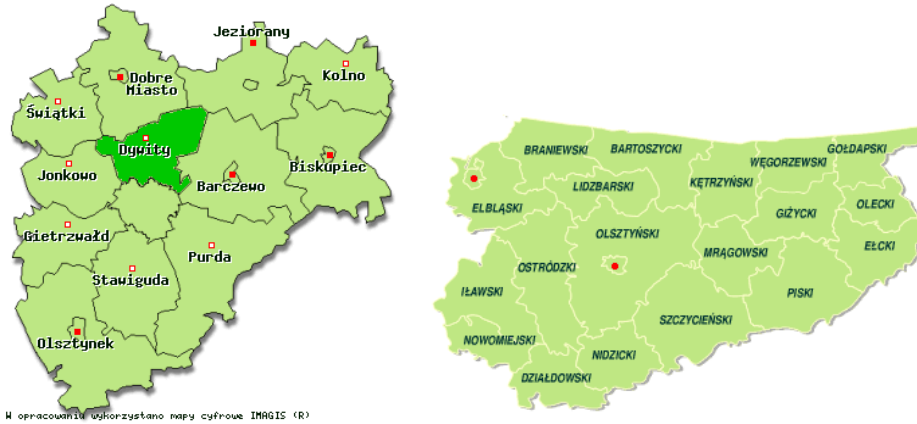 Jeziorany
Kolno
Dobre
Miasto
Świątki
Dywity
Jonkowo
Barczewo
Biskupiec
Gietrzwałd
Purda
Stawiguda
Olsztynek
W opracowaniu wykorzystano mapy cyfrowe IMAGIS (R)
BRANIEWSKI
BARTOSZYCKI
GOŁDAPSKI
WĘGORZEWSKI
KĘTRZYŃSKI
LIDZBARSKI
ELBLĄSKI
GIŻYCKI
OLECKI
OLSZTYŃSKI
EŁCKI
MRĄGOWSKI
OSTRÓDZKI
IŁAWSKI
PISKI
SZCZYCIEŃSKI
NOWOMIEJSKI
NIDZICKI
DZIAŁDOWSKI